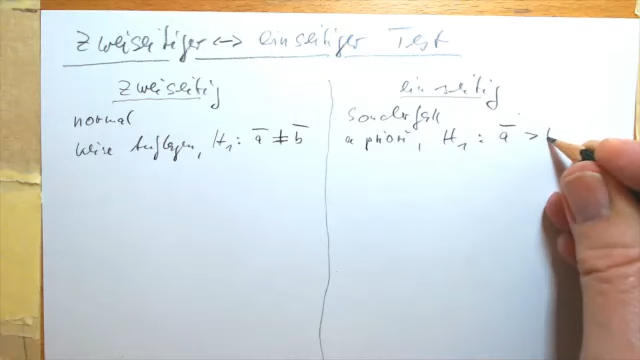 Zweiseitiger <-> einseitiger Test
zweiseitig
normal
keine Auflagen, H₁: a̅ ≠ b̅
einseitig
Sonderfall
a priori, H₁: a̅ >